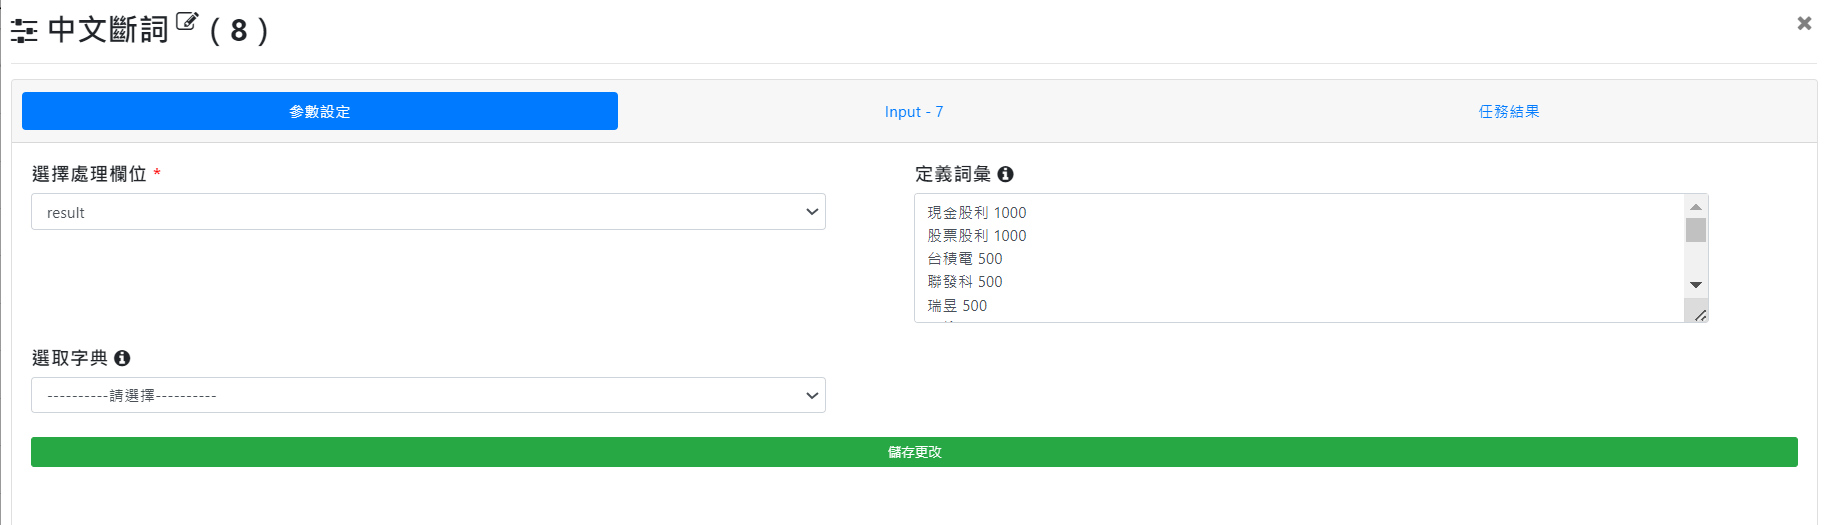 中文斷詞 ( 8 )
參數設定
Input - 7
任務結果
選擇處理欄位 *
result
定義詞彙
現金股利 1000
股票股利 1000
台積電 500
聯發科 500
瑞昱 500
選取字典
----------請選擇----------
儲存更改